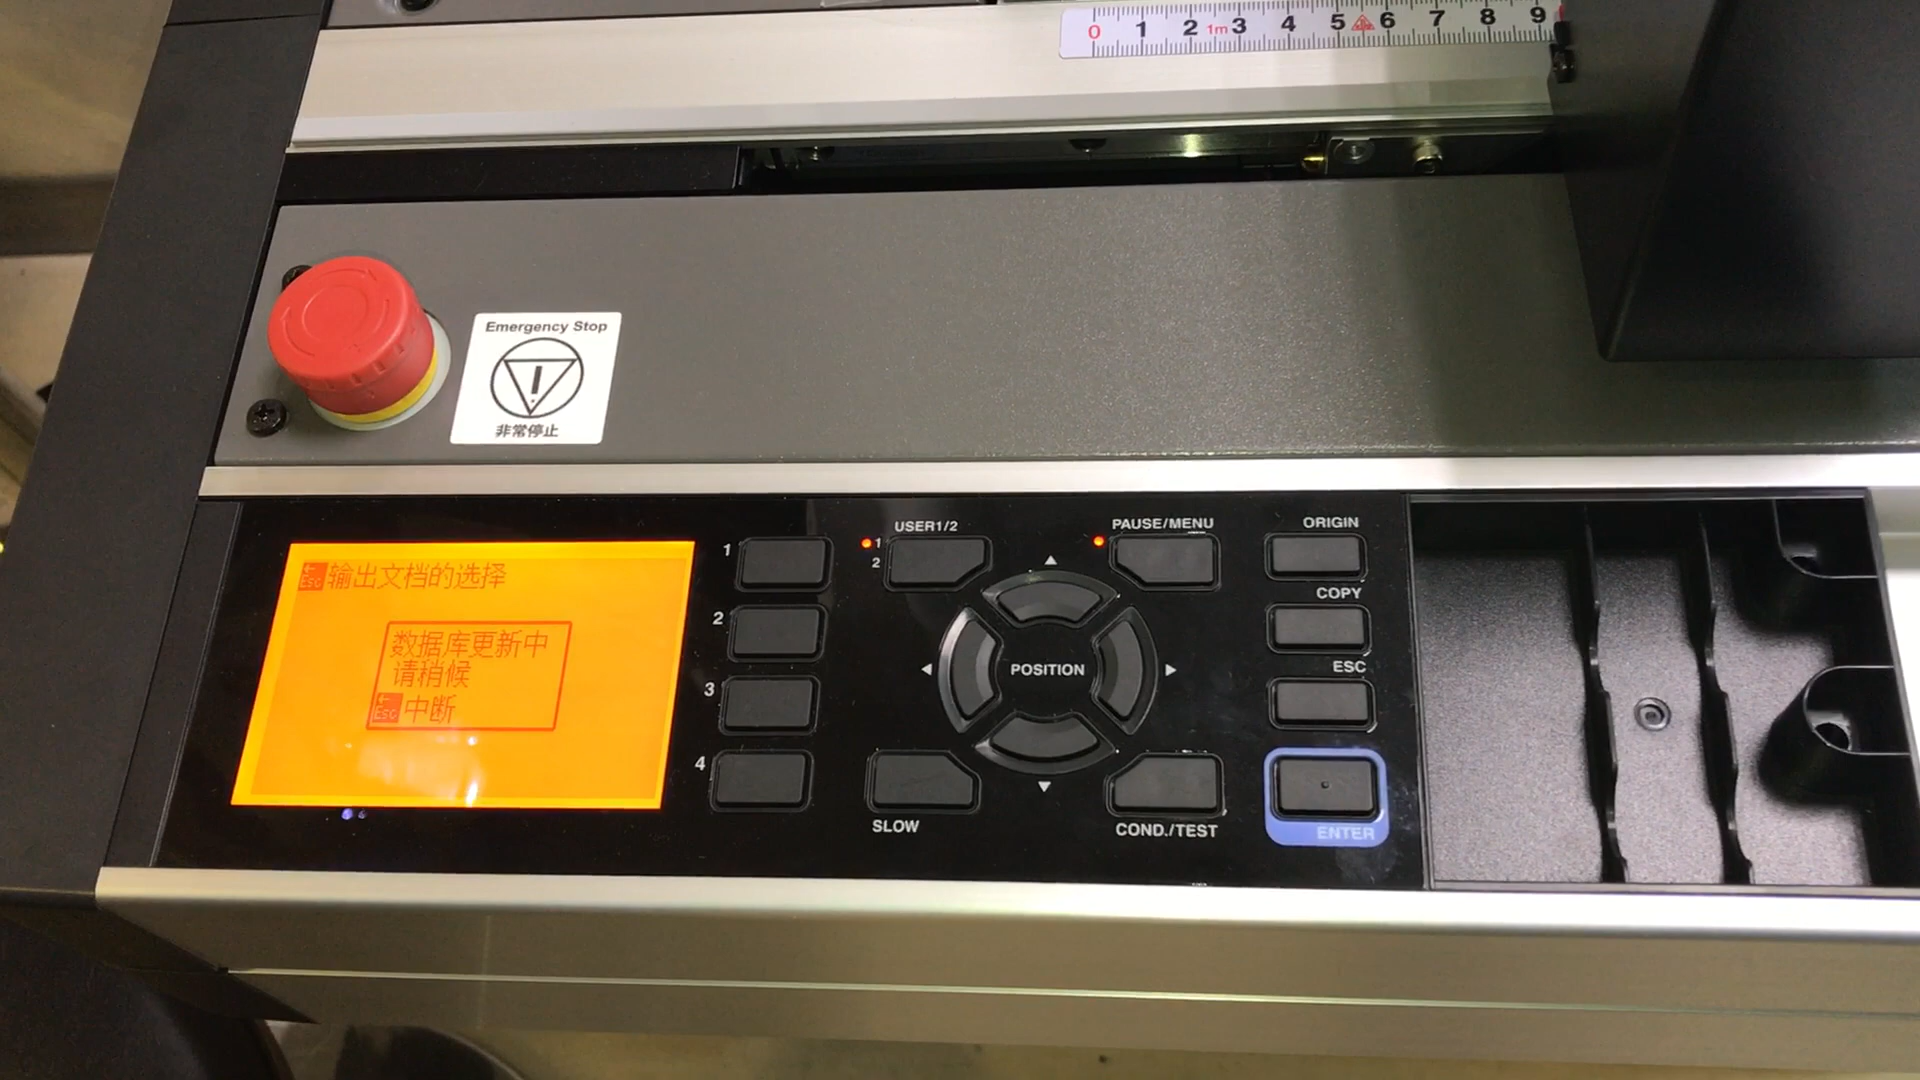 0 1 2 1m 3 4 5 6 7 8 9
Emergency Stop
非常停止
Esc 输出文档的选择
数据库更新中
请稍候
Esc 中断
1
2
3
4
USER1/2
1
2
PAUSE/MENU
POSITION
SLOW
COND./TEST
ORIGIN
COPY
ESC
ENTER